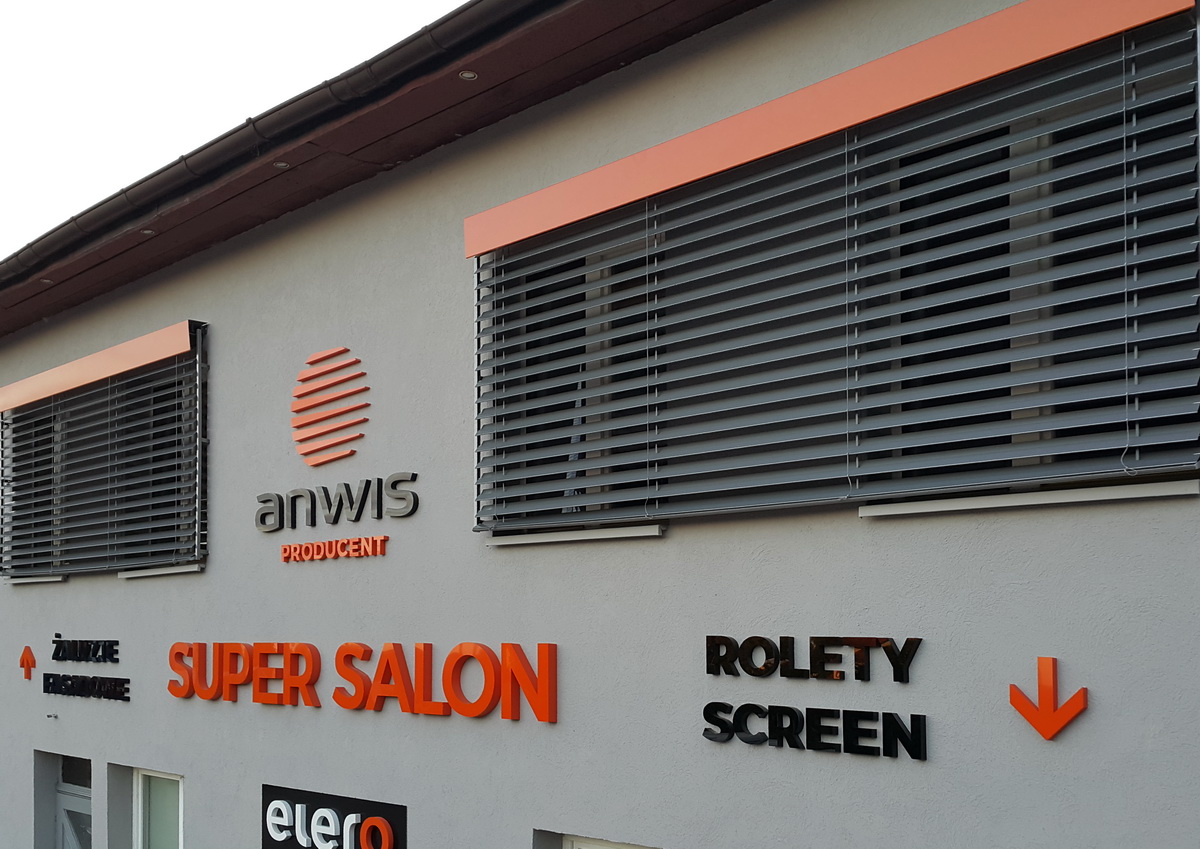 anwis
PRODUCENT
ŻALUZJE
FASADOWE
SUPER SALON
ROLETY
SCREEN
elero